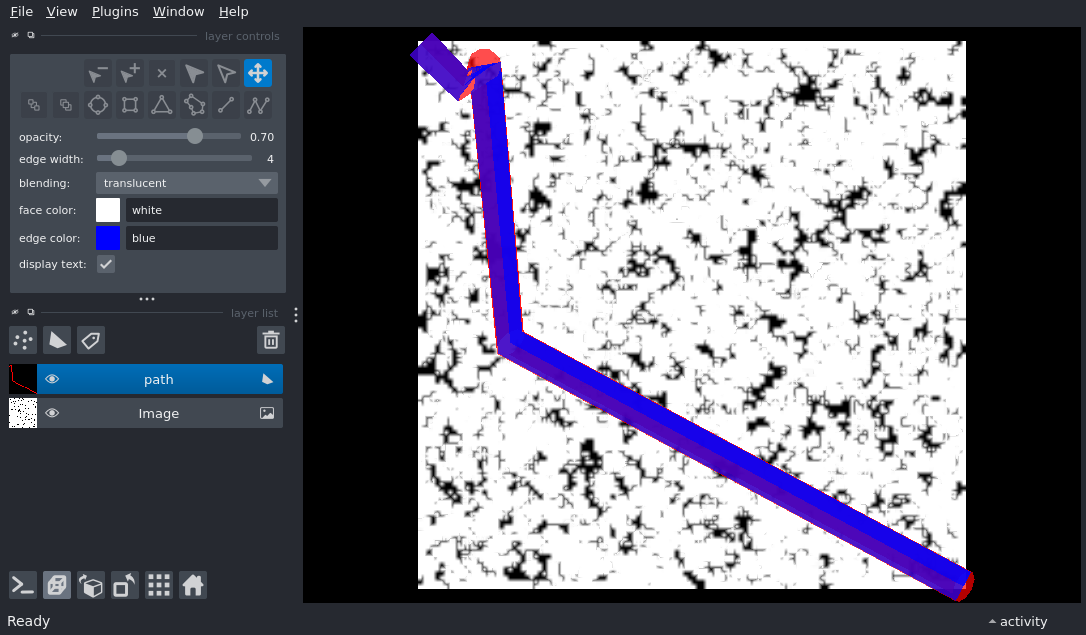 File View Plugins Window Help
layer controls
opacity: 0.70
edge width: 4
blending: translucent
face color: white
edge color: blue
display text:
layer list
path
Image
Ready
activity